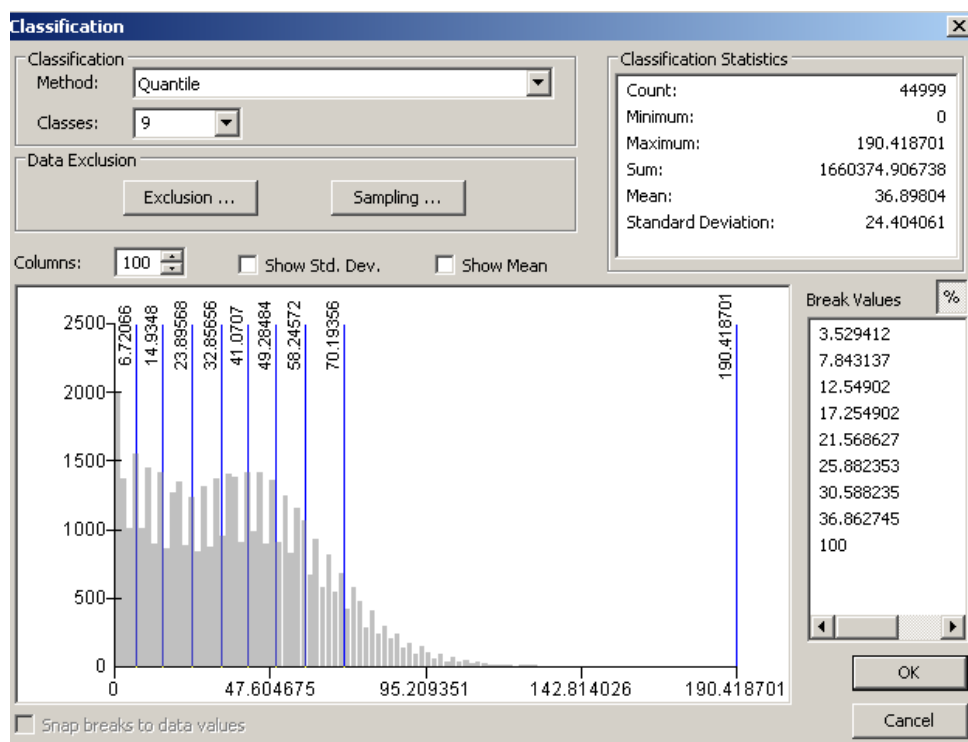 Classification
Classification
Method: Quantile
Classes: 9
Data Exclusion
Exclusion ...
Sampling ...
Classification Statistics
Count: 44999
Minimum: 0
Maximum: 190.418701
Sum: 1660374.906738
Mean: 36.89804
Standard Deviation: 24.404061
Columns: 100
Show Std. Dev.
Show Mean
Break Values
%
3.529412
7.843137
12.54902
17.254902
21.568627
25.882353
30.588235
36.862745
100
6.72066
14.9348
23.89568
32.85656
41.0707
49.28484
58.24572
70.19356
190.418701
2500
2000
1500
1000
500
0
0 47.604675 95.209351 142.814026 190.418701
Snap breaks to data values
OK
Cancel